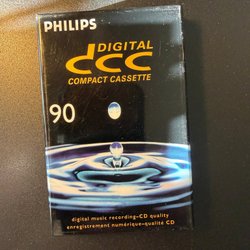 PHILIPS
DIGITAL
dcc
COMPACT CASSETTE
90
digital music recording-CD quality
enregistrement numérique-qualité CD